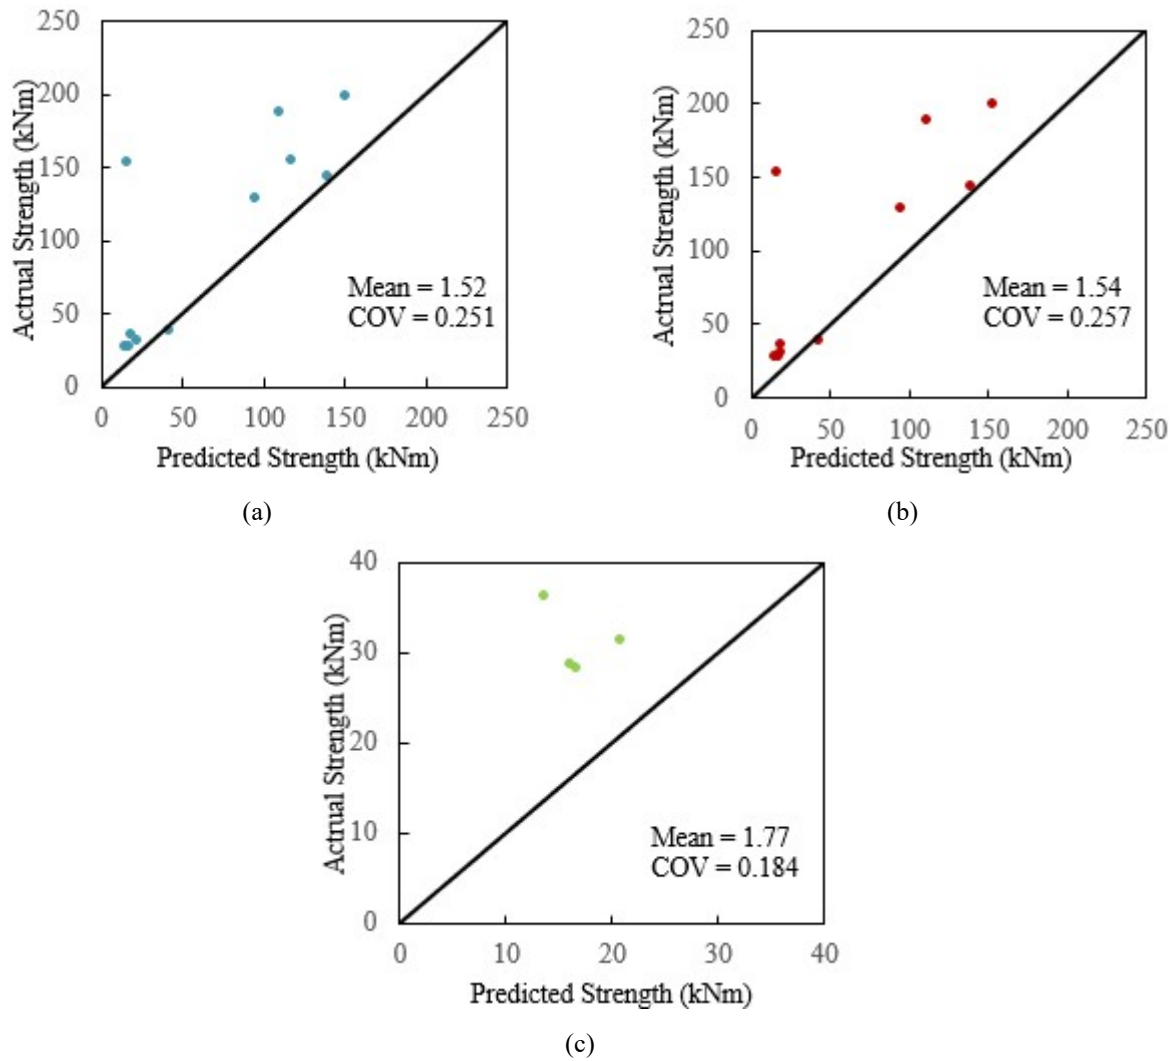 250
200
150
100
50
0
0 50 100 150 200 250
Actrual Strength (kNm)
Mean = 1.52
COV = 0.251
Predicted Strength (kNm)
(a)
250
200
150
100
50
0
0 50 100 150 200 250
Actrual Strength (kNm)
Mean = 1.54
COV = 0.257
Predicted Strength (kNm)
(b)
40
30
20
10
0
0 10 20 30 40
Actrual Strength (kNm)
Mean = 1.77
COV = 0.184
Predicted Strength (kNm)
(c)